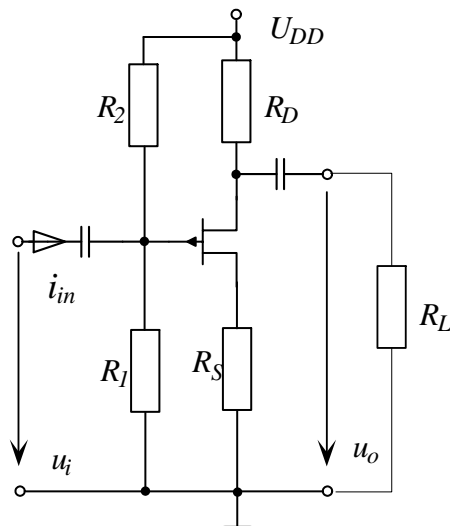 U_DD
R_2
R_D
i_in
R_L
R_1
R_S
u_i
u_o